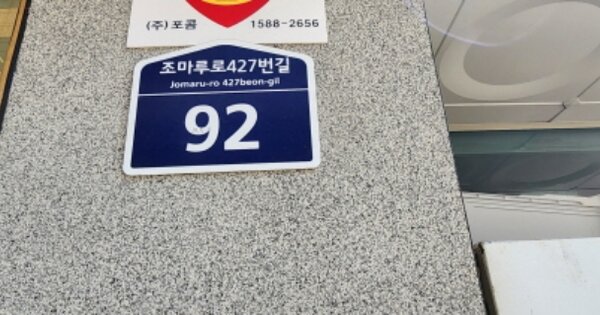 (주)포콤 1588-2656
조마루로427번길
Jomaru-ro 427beon-gil
92